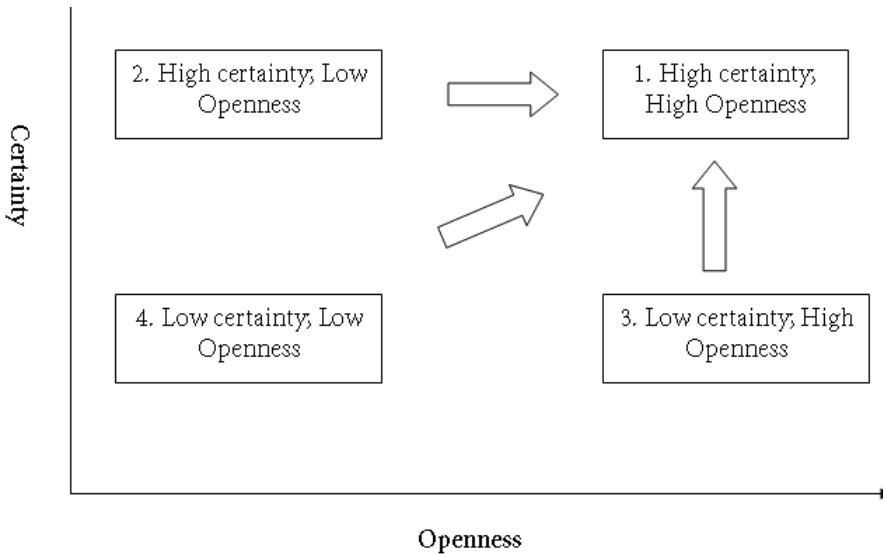 2. High certainty; Low
Openness
1. High certainty;
High Openness
Certainty
4. Low certainty; Low
Openness
3. Low certainty; High
Openness
Openness